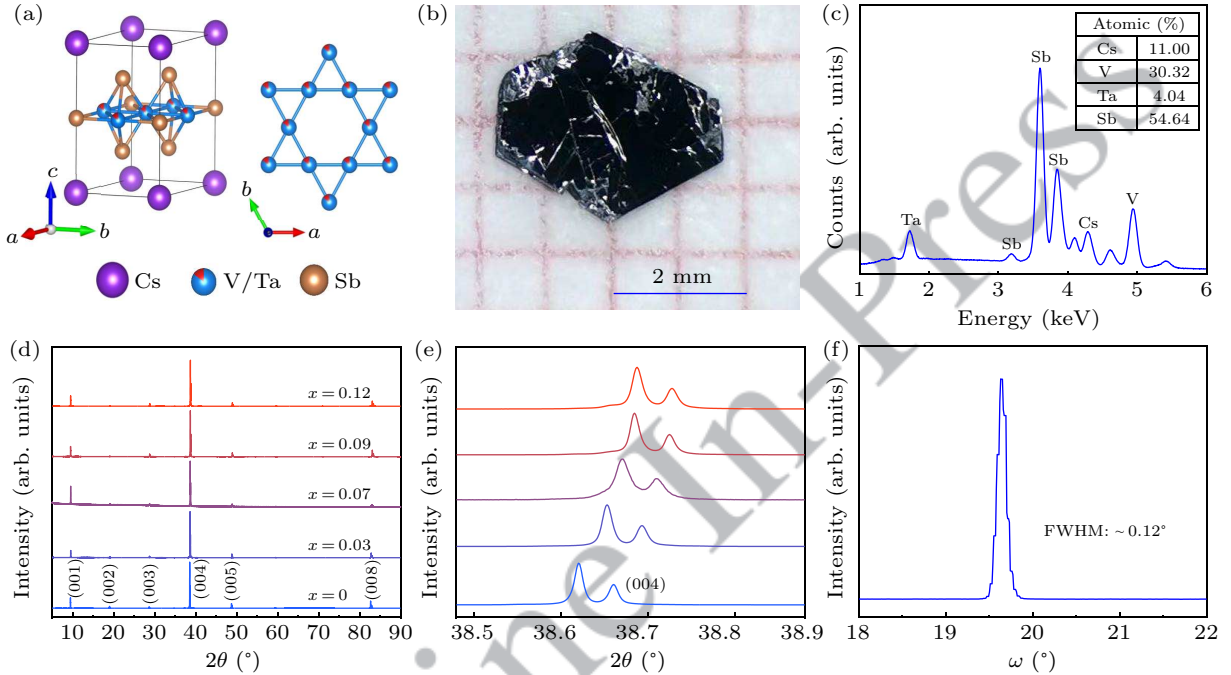 (a)
c
a
b
b
a
Cs
V/Ta
Sb
(b)
2 mm
(c)
Counts (arb. units)
Atomic (%)
Cs 11.00
V 30.32
Ta 4.04
Sb 54.64
Ta
Sb
Sb
Sb
Cs
V
1 2 3 4 5 6
Energy (keV)
(d)
Intensity (arb. units)
x=0.12
x=0.09
x=0.07
x=0.03
x=0
(001)
(002)
(003)
(004)
(005)
(008)
10 20 30 40 50 60 70 80 90
2θ (°)
(e)
Intensity (arb. units)
(004)
38.5 38.6 38.7 38.8 38.9
2θ (°)
(f)
Intensity (arb. units)
FWHM: ~0.12°
18 19 20 21 22
ω (°)
ine In-Press